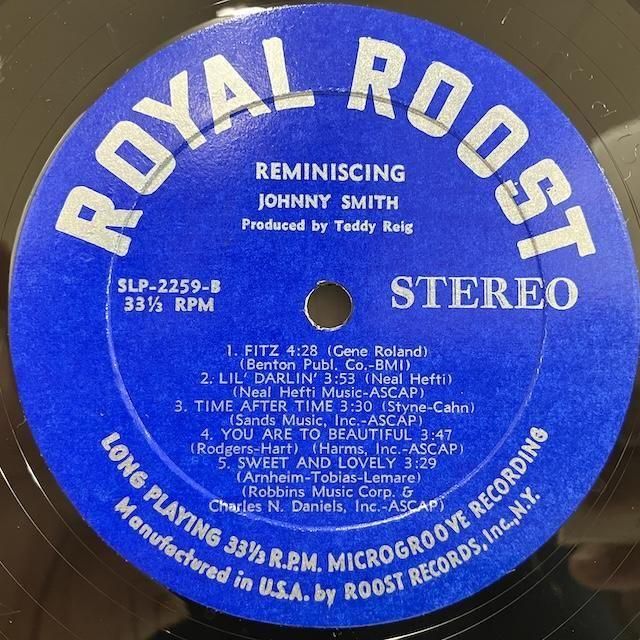 ROYAL ROOST
REMINISCING
JOHNNY SMITH
Produced by Teddy Reig
SLP-2259-B
33⅓ RPM
STEREO
1. FITZ 4:28 (Gene Roland)
(Benton Publ. Co.-BMI)
2. LIL' DARLIN' 3:53 (Neal Hefti)
(Neal Hefti Music-ASCAP)
3. TIME AFTER TIME 3:30 (Styne-Cahn)
(Sands Music, Inc.-ASCAP)
4. YOU ARE TO BEAUTIFUL 3:47
(Rodgers-Hart) (Harms, Inc.-ASCAP)
5. SWEET AND LOVELY 3:29
(Arnheim-Tobias-Lemare)
(Robbins Music Corp. &
Charles N. Daniels, Inc.-ASCAP)
LONG PLAYING 33⅓ R.P.M. MICROGROOVE RECORDING
Manufactured in U.S.A. by ROOST RECORDS, Inc., N.Y.